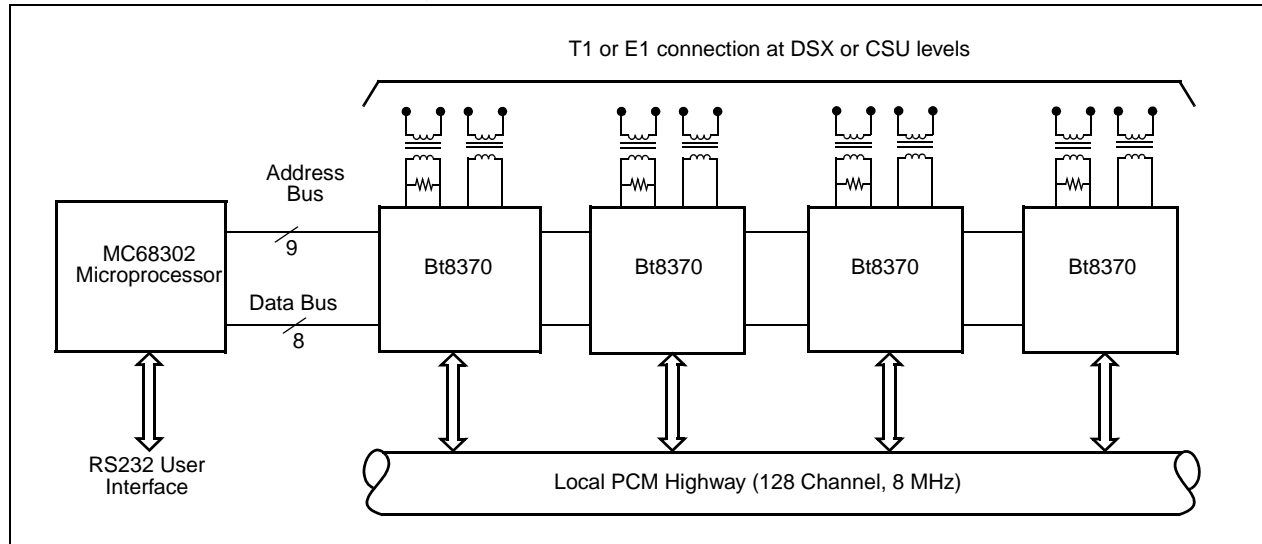 T1 or E1 connection at DSX or CSU levels
Address
Bus
9
MC68302
Microprocessor
Data Bus
8
Bt8370
Bt8370
Bt8370
Bt8370
RS232 User
Interface
Local PCM Highway (128 Channel, 8 MHz)